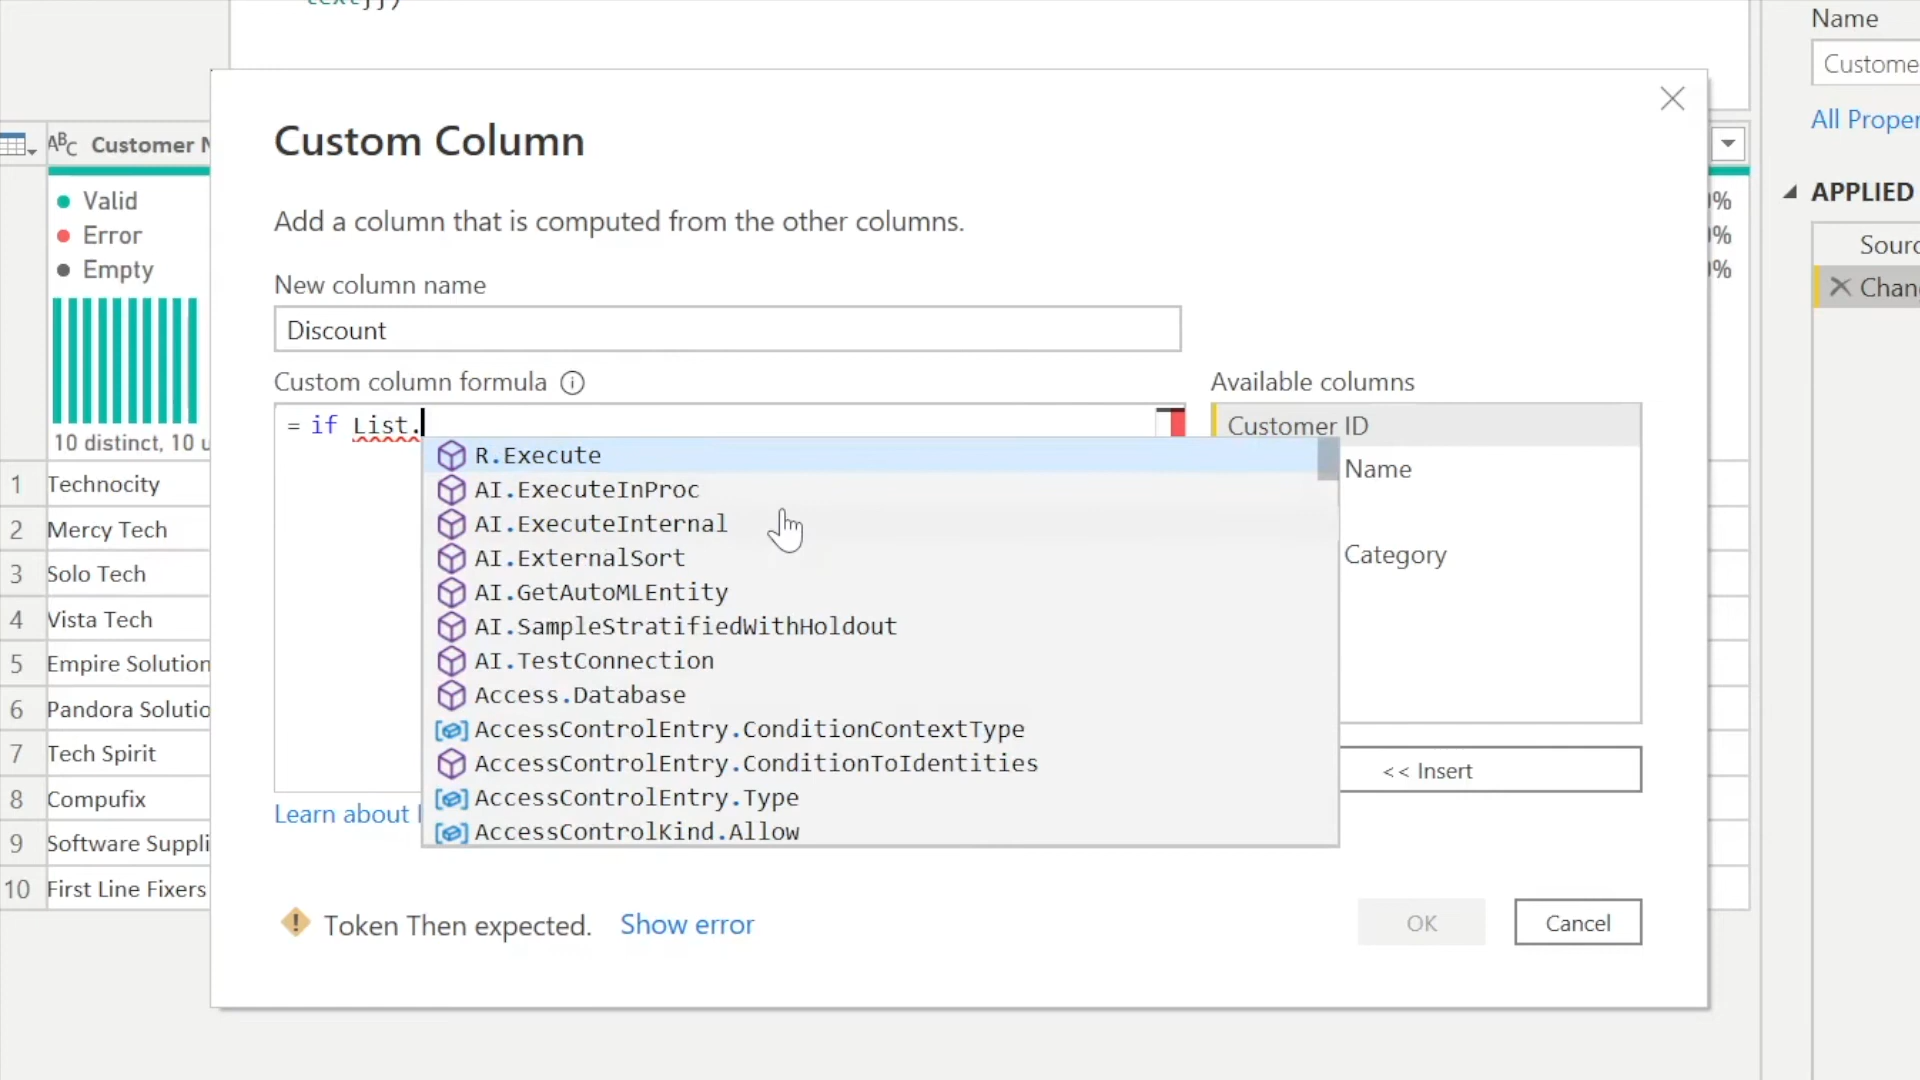 Name
Custome
All Proper
APPLIED
Sourc
Chang
ABC Customer N
Valid
Error
Empty
10 distinct, 10 u
1 Technocity
2 Mercy Tech
3 Solo Tech
4 Vista Tech
5 Empire Solution
6 Pandora Solutio
7 Tech Spirit
8 Compufix
9 Software Suppli
10 First Line Fixers
Custom Column
Add a column that is computed from the other columns.
New column name
Discount
Custom column formula
= if List.
R.Execute
AI.ExecuteInProc
AI.ExecuteInternal
AI.ExternalSort
AI.GetAutoMLEntity
AI.SampleStratifiedWithHoldout
AI.TestConnection
Access.Database
AccessControlEntry.ConditionContextType
AccessControlEntry.ConditionToIdentities
AccessControlEntry.Type
AccessControlKind.Allow
Available columns
Customer ID
Name
Category
<< Insert
Learn about
Token Then expected. Show error
OK
Cancel